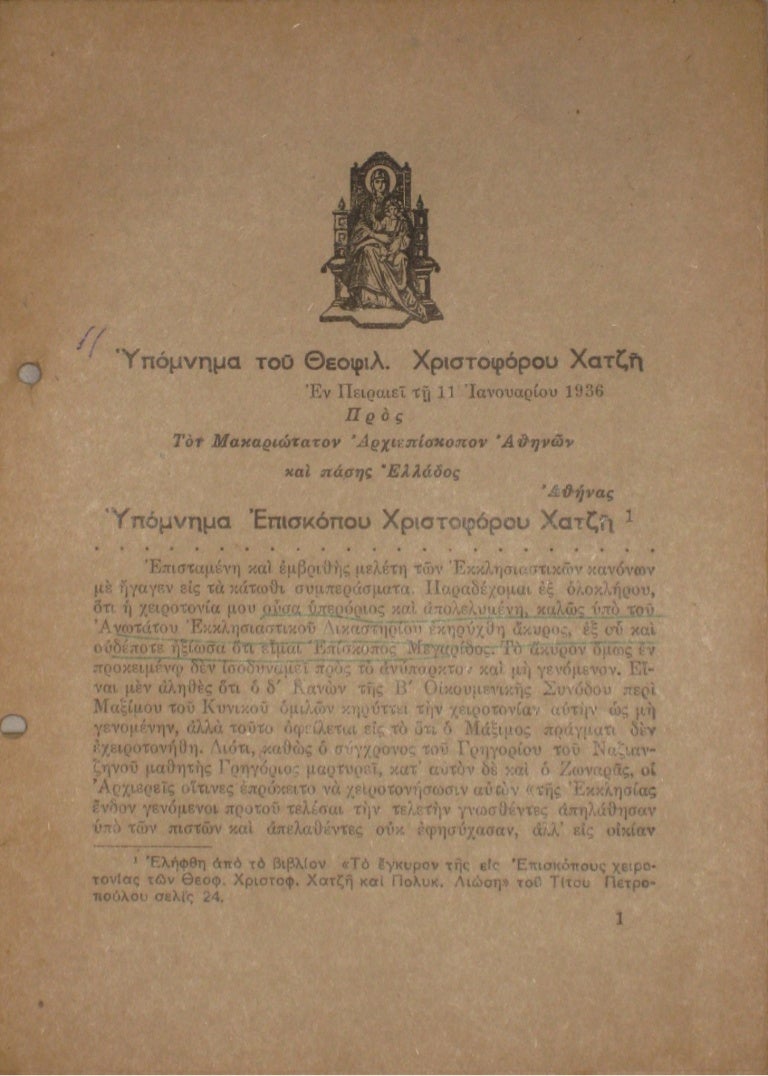 Ὑπόμνημα τοῦ Θεοφιλ. Χριστοφόρου Χατζῆ
Ἐν Πειραιεῖ τῇ 11 Ἰανουαρίου 1936
Πρὸς
Τὸν Μακαριώτατον Ἀρχιεπίσκοπον Ἀθηνῶν
καὶ πάσης Ἑλλάδος
Ἀθήνας
Ὑπόμνημα Ἐπισκόπου Χριστοφόρου Χατζῆ 1
Ἐπισταμένη καὶ ἐμβριθὴς μελέτη τῶν Ἐκκλησιαστικῶν κανόνων
μὲ ἤγαγεν εἰς τὰ κάτωθι συμπεράσματα. Παραδέχομαι ἐξ ὁλοκλήρου,
ὅτι ἡ χειροτονία μου οὖσα ὑπερόριος καὶ ἀπολελυμένη, καλῶς ὑπὸ τοῦ
Ἀνωτάτου Ἐκκλησιαστικοῦ Δικαστηρίου ἐκηρύχθη ἄκυρος, ἐξ οὗ καὶ
οὐδέποτε ἠξίωσα ὅτι εἶμαι Ἐπίσκοπος Μεγαρίδος. Τὸ ἄκυρον ὅμως ἐν
προκειμένῳ δὲν ἰσοδυναμεῖ πρὸς τὸ ἀνύπαρκτον καὶ μὴ γενόμενον. Εἶ-
ναι μὲν ἀληθὲς ὅτι ὁ δ΄ Κανὼν τῆς Β΄ Οἰκουμενικῆς Συνόδου περὶ
Μαξίμου τοῦ Κυνικοῦ ὁμιλῶν κηρύττει τὴν χειροτονίαν αὐτὴν ὡς μὴ
γενομένην, ἀλλὰ τοῦτο ὀφείλεται εἰς τὸ ὅτι ὁ Μάξιμος πράγματι δὲν
ἐχειροτονήθη. Διότι, καθὼς ὁ σύγχρονος τοῦ Γρηγορίου τοῦ Ναζιαν-
ζηνοῦ μαθητὴς Γρηγόριος μαρτυρεῖ, κατ᾽ αὐτὸν δὲ καὶ ὁ Ζωναρᾶς, οἱ
Ἀρχιερεῖς οἵτινες ἐπρόκειτο νὰ χειροτονήσωσιν αὐτὸν «τῆς Ἐκκλησίας
ἔνδον γενόμενοι προτοῦ τελέσαι τὴν τελετὴν γνωσθέντες ἀπηλάθησαν
ὑπὸ τῶν πιστῶν καὶ ἀπελαθέντες οὐκ ἐφησύχασαν, ἀλλ᾽ εἰς οἰκίαν
1 Ἐλήφθη ἀπὸ τὸ βιβλίον «Τὸ ἔγκυρον τῆς εἰς Ἐπισκόπους χειρο-
τονίας τῶν Θεοφ. Χριστοφ. Χατζῆ καὶ Πολυκ. Λιώση» τοῦ Τίτου Πετρο-
πούλου σελὶς 24.
1